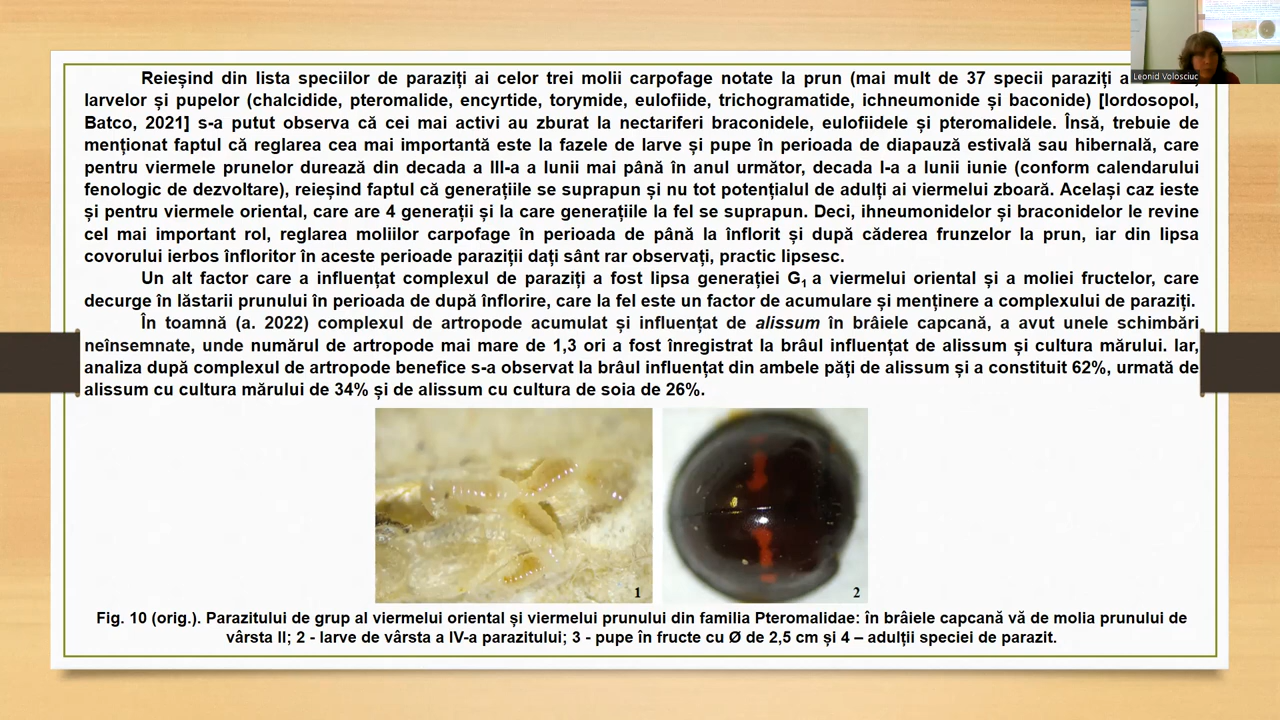 Reieșind din lista speciilor de paraziți ai celor trei molii carpofage notate la prun (mai mult de 37 specii paraziți a
larvelor și pupelor (chalcidide, pteromalide, encyrtide, torymide, eulofiide, trichogramatide, ichneumonide și baconide) [Iordosopol,
Batco, 2021] s-a putut observa că cei mai activi au zburat la nectariferi braconidele, eulofiidele și pteromalidele. Însă, trebuie de
menționat faptul că reglarea cea mai importantă este la fazele de larve și pupe în perioada de diapauză estivală sau hibernală, care
pentru viermele prunelor durează din decada a III-a a lunii mai până în anul următor, decada I-a a lunii iunie (conform calendarului
fenologic de dezvoltare), reieșind faptul că generațiile se suprapun și nu tot potențialul de adulți ai viermelui zboară. Același caz ieste
și pentru viermele oriental, care are 4 generații și la care generațiile la fel se suprapun. Deci, ihneumonidelor și braconidelor le revine
cel mai important rol, reglarea moliilor carpofage în perioada de până la înflorit și după căderea frunzelor la prun, iar din lipsa
covorului ierbos înfloritor în aceste perioade paraziții dați sânt rar observați, practic lipsesc.
Un alt factor care a influențat complexul de paraziți a fost lipsa generației G1 a viermelui oriental și a moliei fructelor, care
decurge în lăstarii prunului în perioada de după înflorire, care la fel este un factor de acumulare și menținere a complexului de paraziți.
În toamnă (a. 2022) complexul de artropode acumulat și influențat de alissum în brâiele capcană, a avut unele schimbări
neînsemnate, unde numărul de artropode mai mare de 1,3 ori a fost înregistrat la brâul influențat de alissum și cultura mărului. Iar,
analiza după complexul de artropode benefice s-a observat la brâul influențat din ambele păți de alissum și a constituit 62%, urmată de
alissum cu cultura mărului de 34% și de alissum cu cultura de soia de 26%.
1
2
Fig. 10 (orig.). Parazitului de grup al viermelui oriental și viermelui prunului din familia Pteromalidae: în brâiele capcană vă de molia prunului de
vârsta II; 2 - larve de vârsta a IV-a parazitului; 3 - pupe în fructe cu Ø de 2,5 cm și 4 – adulții speciei de parazit.
Leonid Volosciuc